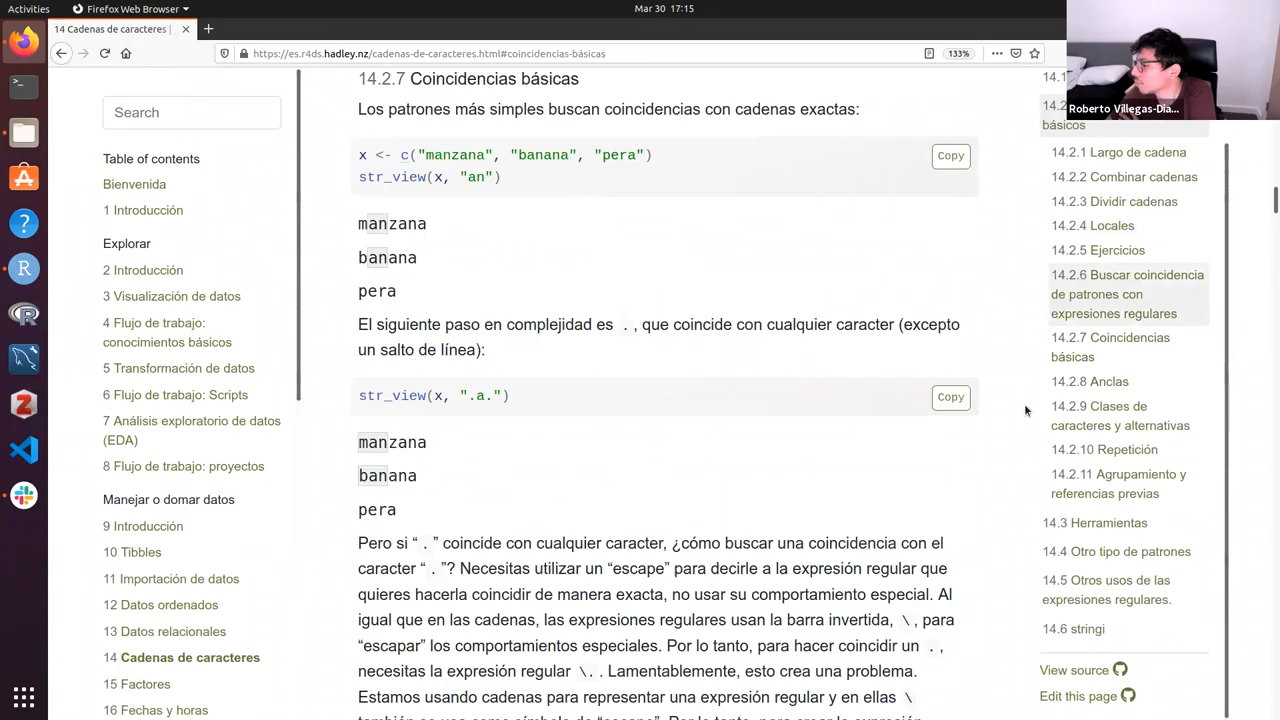 Activities
Firefox Web Browser
Mar 30 17:15
14 Cadenas de caracteres |
https://es.r4ds.hadley.nz/cadenas-de-caracteres.html#coincidencias-básicas
133%
Roberto Villegas-Día...
Search
Table of contents
Bienvenida
1 Introducción
Explorar
2 Introducción
3 Visualización de datos
4 Flujo de trabajo:
conocimientos básicos
5 Transformación de datos
6 Flujo de trabajo: Scripts
7 Análisis exploratorio de datos
(EDA)
8 Flujo de trabajo: proyectos
Manejar o domar datos
9 Introducción
10 Tibbles
11 Importación de datos
12 Datos ordenados
13 Datos relacionales
14 Cadenas de caracteres
15 Factores
16 Fechas y horas
14.2.7 Coincidencias básicas
Los patrones más simples buscan coincidencias con cadenas exactas:
x <- c("manzana", "banana", "pera")
str_view(x, "an")
Copy
manzana
banana
pera
El siguiente paso en complejidad es . , que coincide con cualquier caracter (excepto
un salto de línea):
str_view(x, ".a.")
Copy
manzana
banana
pera
Pero si “ . ” coincide con cualquier caracter, ¿cómo buscar una coincidencia con el
caracter “ . ”? Necesitas utilizar un “escape” para decirle a la expresión regular que
quieres hacerla coincidir de manera exacta, no usar su comportamiento especial. Al
igual que en las cadenas, las expresiones regulares usan la barra invertida, \ , para
“escapar” los comportamientos especiales. Por lo tanto, para hacer coincidir un . ,
necesitas la expresión regular \. . Lamentablemente, esto crea una problema.
Estamos usando cadenas para representar una expresión regular y en ellas \
14.1
14.2
básicos
14.2.1 Largo de cadena
14.2.2 Combinar cadenas
14.2.3 Dividir cadenas
14.2.4 Locales
14.2.5 Ejercicios
14.2.6 Buscar coincidencia
de patrones con
expresiones regulares
14.2.7 Coincidencias
básicas
14.2.8 Anclas
14.2.9 Clases de
caracteres y alternativas
14.2.10 Repetición
14.2.11 Agrupamiento y
referencias previas
14.3 Herramientas
14.4 Otro tipo de patrones
14.5 Otros usos de las
expresiones regulares.
14.6 stringi
View source
Edit this page